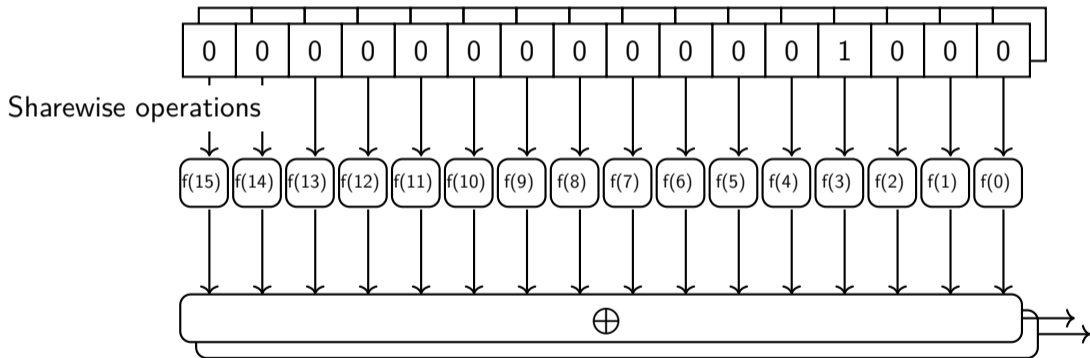 0 0 0 0 0 0 0 0 0 0 0 0 1 0 0 0
Sharewise operations
f(15) f(14) f(13) f(12) f(11) f(10) f(9) f(8) f(7) f(6) f(5) f(4) f(3) f(2) f(1) f(0)
⊕